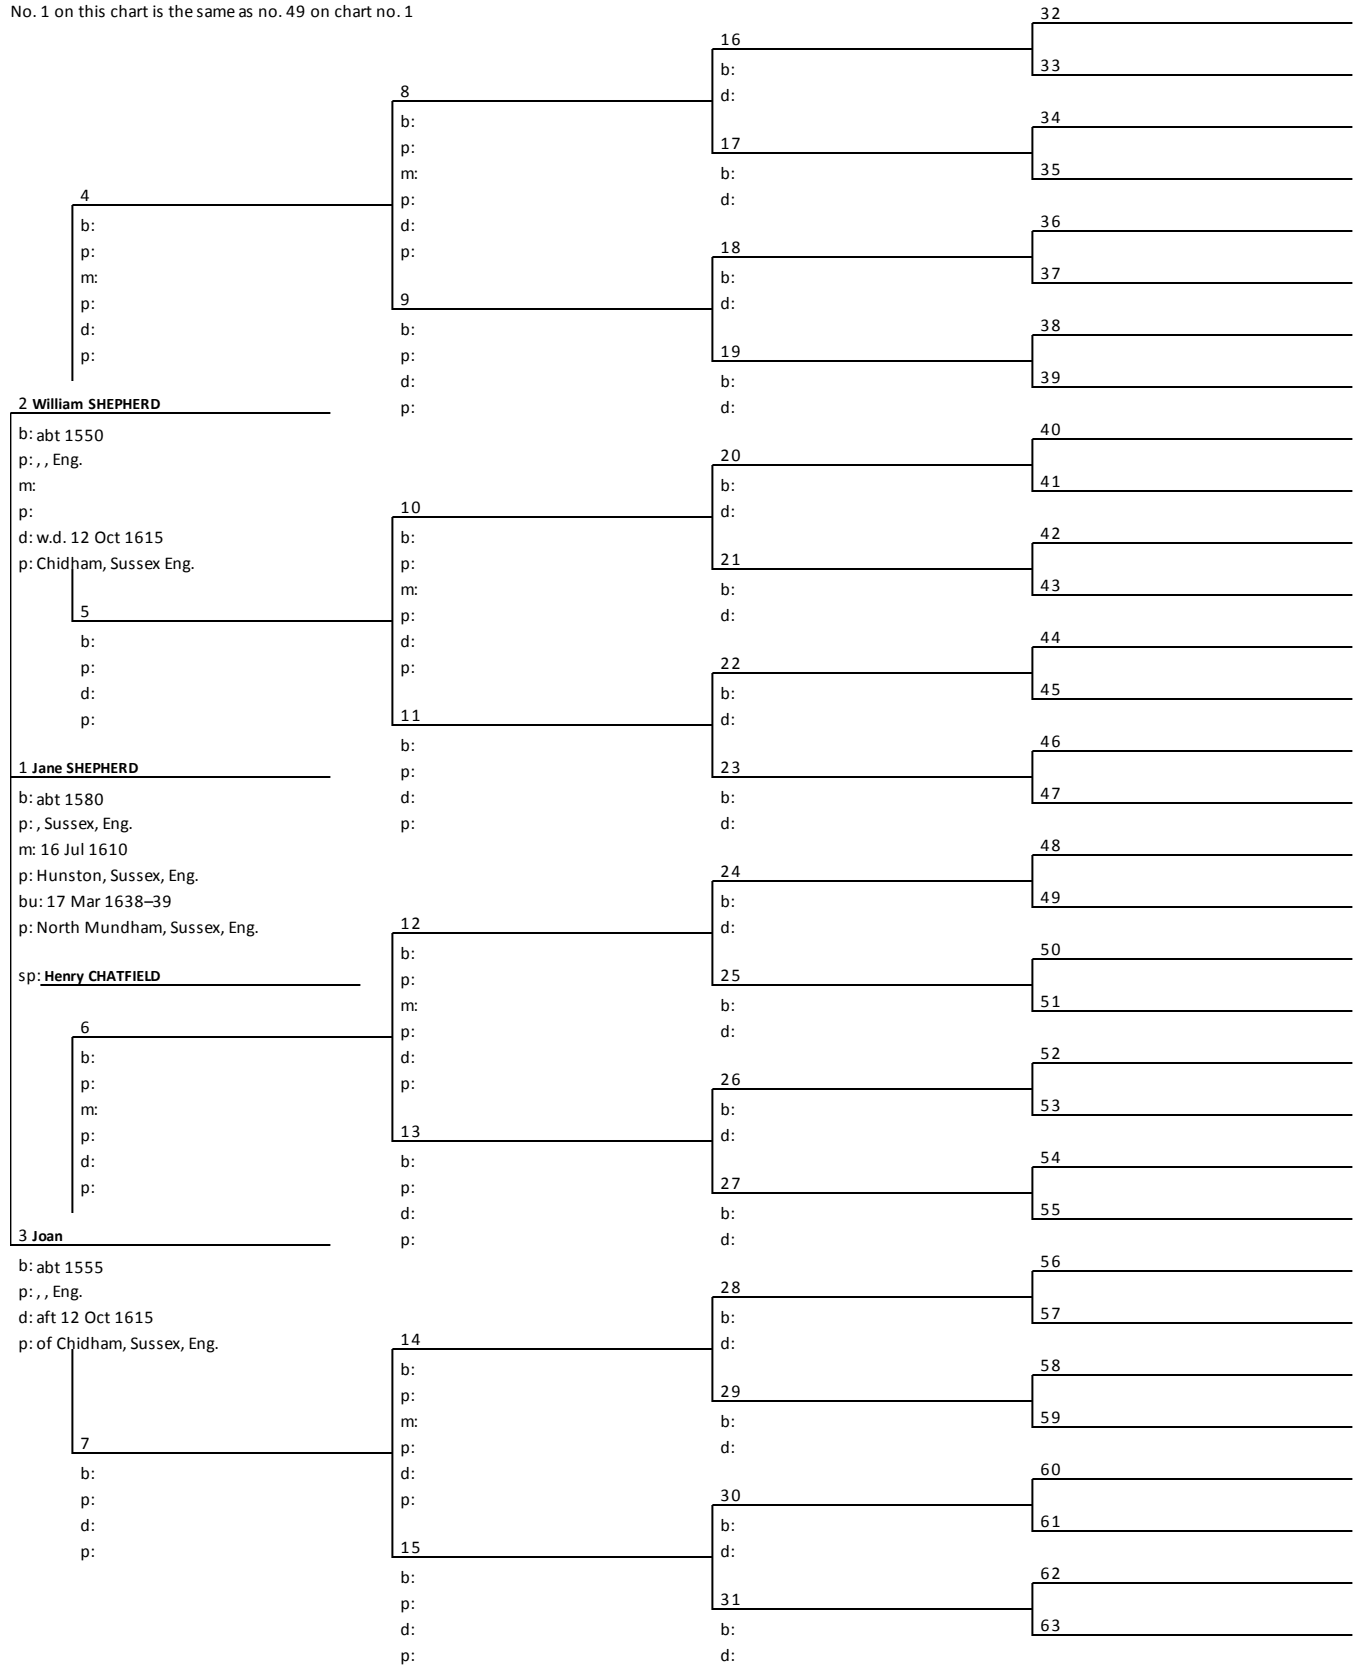 No. 1 on this chart is the same as no. 49 on chart no. 1
2 William SHEPHERD
b: abt 1550
p: , , Eng.
m:
p:
d: w.d. 12 Oct 1615
p: Chidham, Sussex Eng.
1 Jane SHEPHERD
b: abt 1580
p: , Sussex, Eng.
m: 16 Jul 1610
p: Hunston, Sussex, Eng.
bu: 17 Mar 1638–39
p: North Mundham, Sussex, Eng.
sp: Henry CHATFIELD
3 Joan
b: abt 1555
p: , , Eng.
d: aft 12 Oct 1615
p: of Chidham, Sussex, Eng.
4
b:
p:
m:
p:
d:
p:
5
b:
p:
d:
p:
6
b:
p:
m:
p:
d:
p:
7
b:
p:
d:
p:
8
b:
p:
m:
p:
d:
p:
9
b:
p:
d:
p:
10
b:
p:
m:
p:
d:
p:
11
b:
p:
d:
p:
12
b:
p:
m:
p:
d:
p:
13
b:
p:
d:
p:
14
b:
p:
m:
p:
d:
p:
15
b:
p:
d:
p:
16
b:
d:
17
b:
d:
18
b:
d:
19
b:
d:
20
b:
d:
21
b:
d:
22
b:
d:
23
b:
d:
24
b:
d:
25
b:
d:
26
b:
d:
27
b:
d:
28
b:
d:
29
b:
d:
30
b:
d:
31
b:
d:
32
33
34
35
36
37
38
39
40
41
42
43
44
45
46
47
48
49
50
51
52
53
54
55
56
57
58
59
60
61
62
63